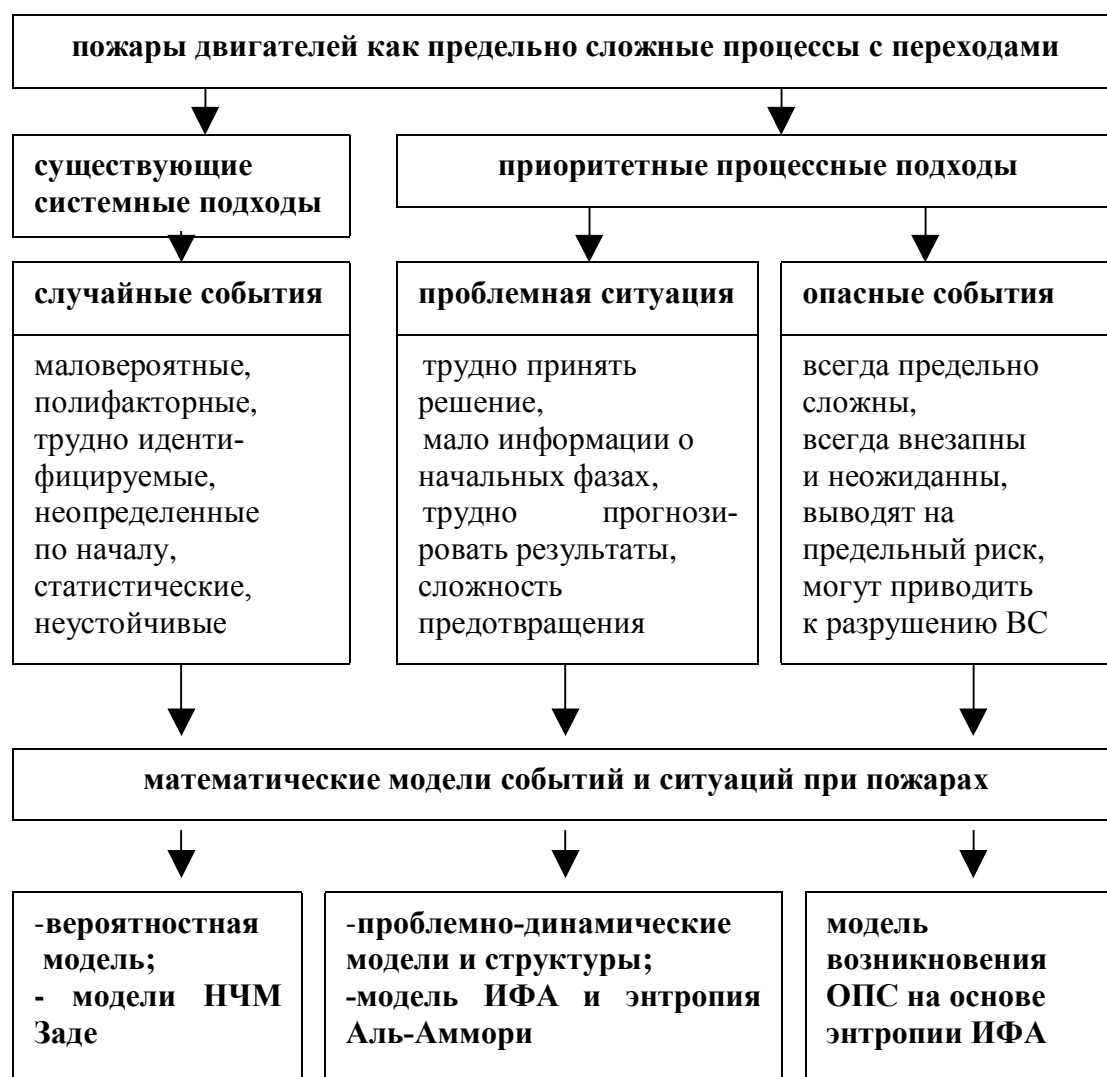 пожары двигателей как предельно сложные процессы с переходами
существующие
системные подходы
приоритетные процессные подходы
случайные события
маловероятные,
полифакторные,
трудно иденти-
фицируемые,
неопределенные
по началу,
статистические,
неустойчивые
проблемная ситуация
трудно принять
решение,
мало информации о
начальных фазах,
трудно прогнози-
ровать результаты,
сложность
предотвращения
опасные события
всегда предельно
сложны,
всегда внезапны
и неожиданны,
выводят на
предельный риск,
могут приводить
к разрушению ВС
математические модели событий и ситуаций при пожарах
-вероятностная
модель;
- модели НЧМ
Заде
-проблемно-динамические
модели и структуры;
-модель ИФА и энтропия
Аль-Аммори
модель
возникновения
ОПС на основе
энтропии ИФА